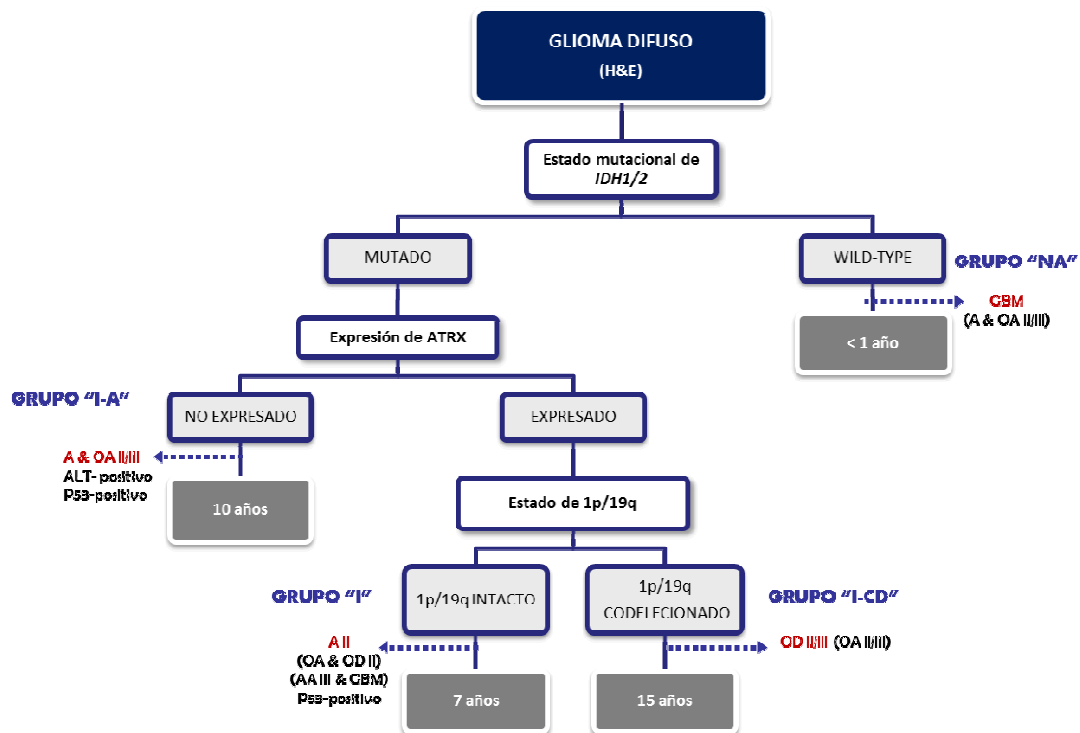 GLIOMA DIFUSO
(H&E)
Estado mutacional de
IDH1/2
MUTADO
WILD-TYPE
GRUPO "NA"
GBM
(A & OA II/III)
< 1 año
Expresión de ATRX
GRUPO "I-A"
NO EXPRESADO
EXPRESADO
A & OA II/III
ALT- positivo
P53-positivo
10 años
Estado de 1p/19q
GRUPO "I"
1p/19q INTACTO
1p/19q
CODELECIONADO
GRUPO "I-CD"
A II
(OA & OD II)
(AA III & GBM)
P53-positivo
OD II/III (OA II/III)
7 años
15 años